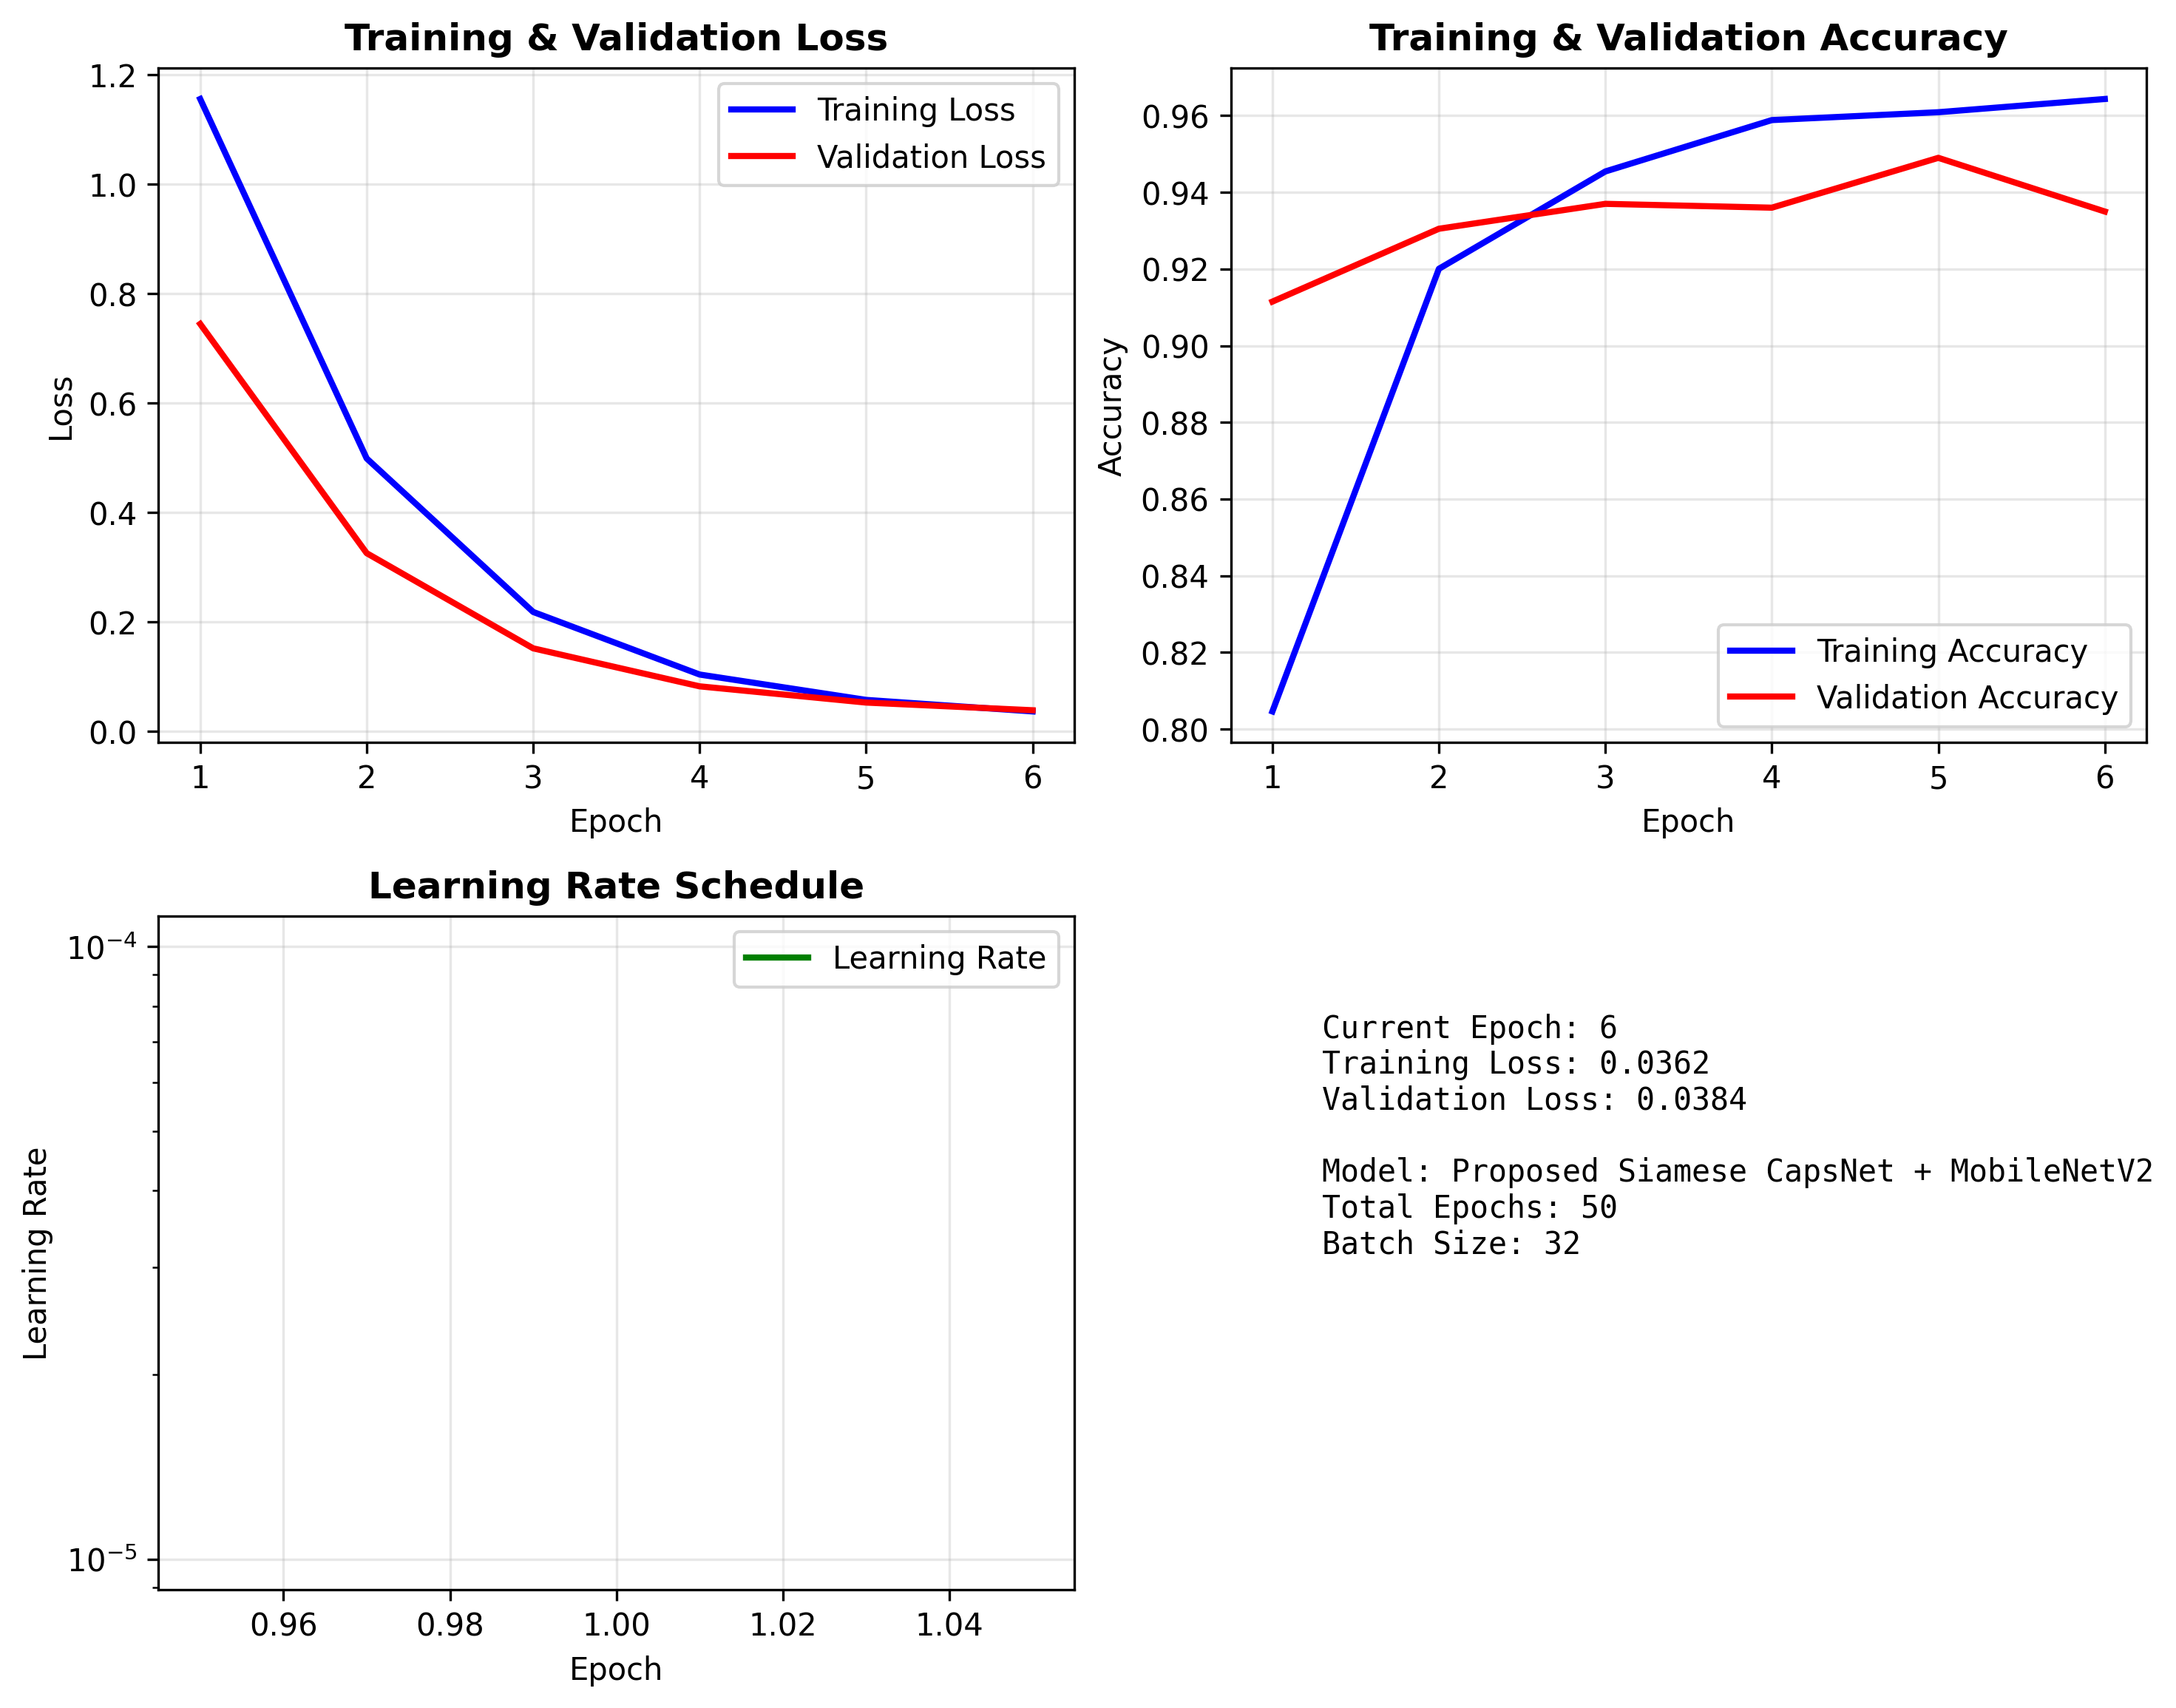 Training & Validation Loss
1.2
1.0
0.8
0.6
0.4
0.2
0.0
Loss
Training Loss
Validation Loss
1 2 3 4 5 6
Epoch
Training & Validation Accuracy
0.96
0.94
0.92
0.90
0.88
0.86
0.84
0.82
0.80
Accuracy
Training Accuracy
Validation Accuracy
1 2 3 4 5 6
Epoch
Learning Rate Schedule
10⁻⁴
10⁻⁵
Learning Rate
Learning Rate
0.96 0.98 1.00 1.02 1.04
Epoch
Current Epoch: 6
Training Loss: 0.0362
Validation Loss: 0.0384
Model: Proposed Siamese CapsNet + MobileNetV2
Total Epochs: 50
Batch Size: 32